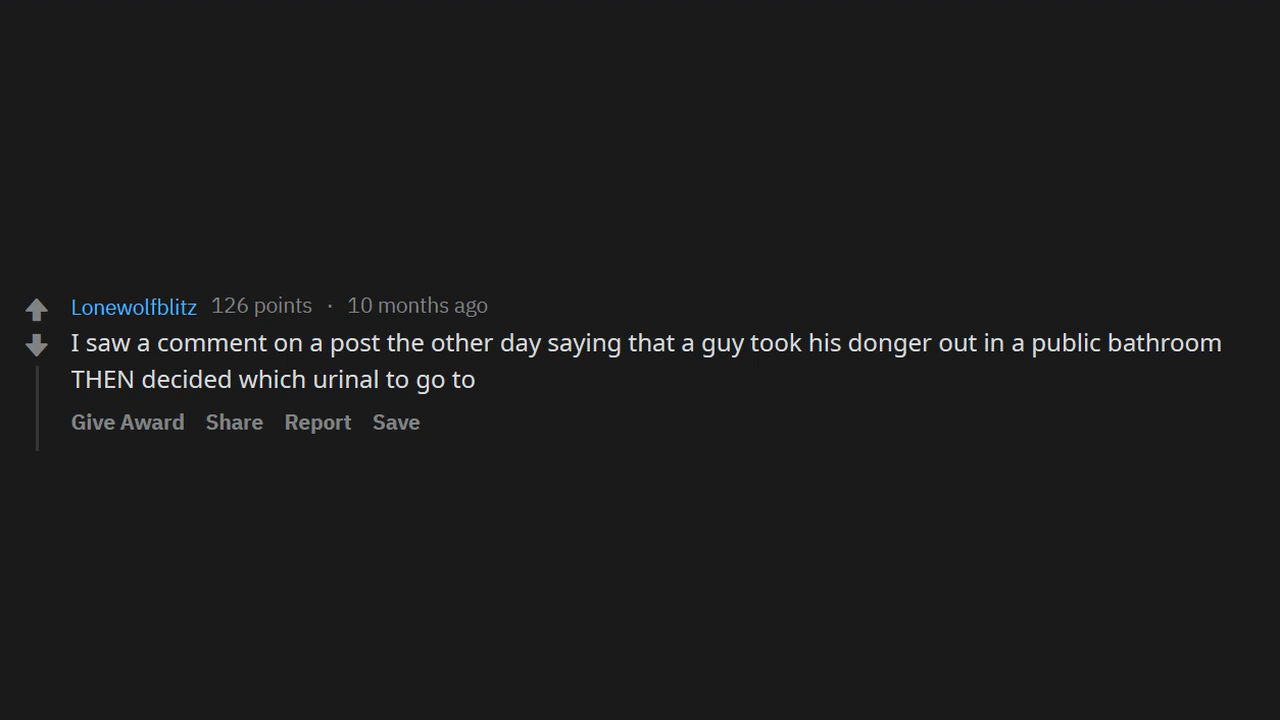 Lonewolfblitz 126 points · 10 months ago
I saw a comment on a post the other day saying that a guy took his donger out in a public bathroom
THEN decided which urinal to go to
Give Award Share Report Save